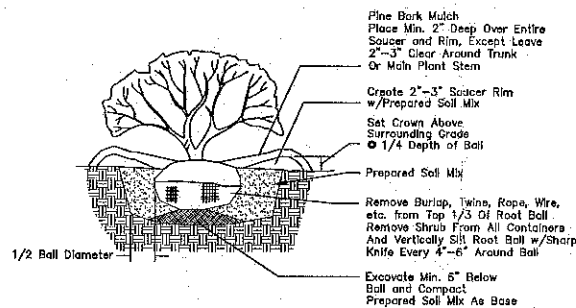 Pine Bark Mulch
Place Min. 2" Deep Over Entire
Saucer and Rim, Except Leave
2"-3" Clear Around Trunk
Or Main Plant Stem
Create 2"-3" Saucer Rim
w/Prepared Soil Mix
Set Crown Above
Surrounding Grade
@ 1/4 Depth of Ball
Prepared Soil Mix
Remove Burlap, Twine, Rope, Wire,
etc. from Top 1/3 Of Root Ball
Remove Shrub From All Containers
And Vertically Slit Root Ball w/Sharp
Knife Every 4"-6" Around Ball
1/2 Ball Diameter
Excavate Min. 6" Below
Ball and Compact
Prepared Soil Mix As Base